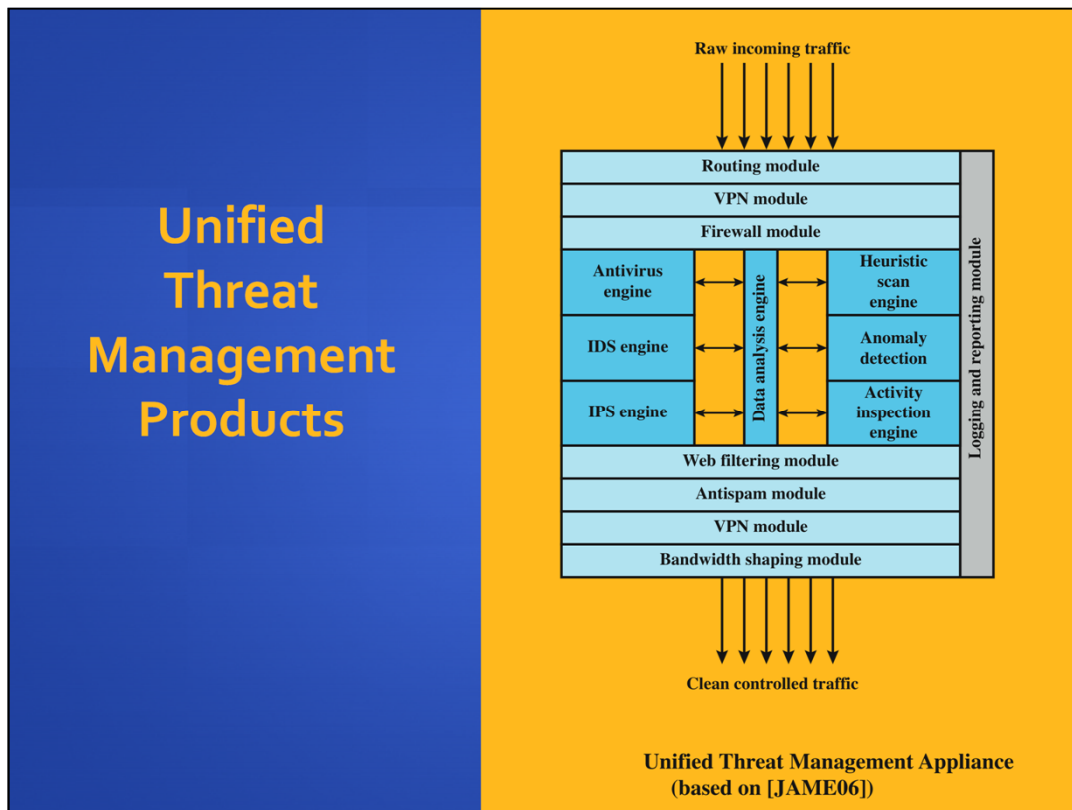 Unified
Threat
Management
Products
Raw incoming traffic
Routing module
VPN module
Firewall module
Antivirus
engine
IDS engine
IPS engine
Data analysis engine
Heuristic
scan
engine
Anomaly
detection
Activity
inspection
engine
Web filtering module
Antispam module
VPN module
Bandwidth shaping module
Logging and reporting module
Clean controlled traffic
Unified Threat Management Appliance
(based on [JAME06])